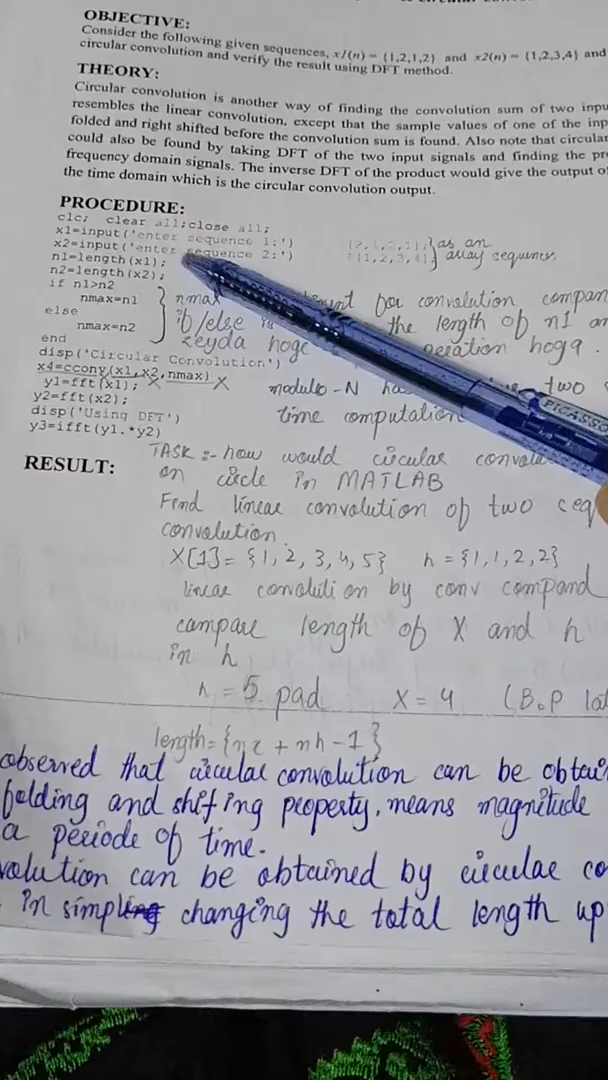 OBJECTIVE:
Consider the following given sequences, x1(n) = {1,2,1,2} and x2(n) = {1,2,3,4} and
circular convolution and verify the result using DFT method.
THEORY:
Circular convolution is another way of finding the convolution sum of two inpu
resembles the linear convolution, except that the sample values of one of the inp
folded and right shifted before the convolution sum is found. Also note that circular
could also be found by taking DFT of the two input signals and finding the pr
frequency domain signals. The inverse DFT of the product would give the output o
the time domain which is the circular convolution output.
PROCEDURE:
clc; clear all;close all;
x1=input('enter sequence 1:')
x2=input('enter sequence 2:') [1,2,3,4] as an array sequences
n1=length(x1);
n2=length(x2);
if n1>n2
nmax=n1 nmax for convolution, compar
else if/else the length of n1 an
nmax=n2 zeyda hoge hoga.
end
disp('Circular Convolution')
x4=cconv(x1,x2,nmax) X modulo-N two
y1=fft(x1); X time computation
y2=fft(x2);
disp('Using DFT')
y3=ifft(y1.*y2)
RESULT:
TASK :- how would circular
on circle in MATLAB
Find linear convolution of two ceq
convolution.
X[1] = {1, 2, 3, 4, 5} h = {1, 1, 2, 2}
linear convolution by conv compand
compare length of X and h
in h
h = 5 pad X = 4 (B.P
length = {nx + nh - 1}
observed that circular convolution can be obtai
folding and shifing property, means magnitude
a periode of time.
volution can be obtained by circulae co
in simpling changing the total length up
PICASSO